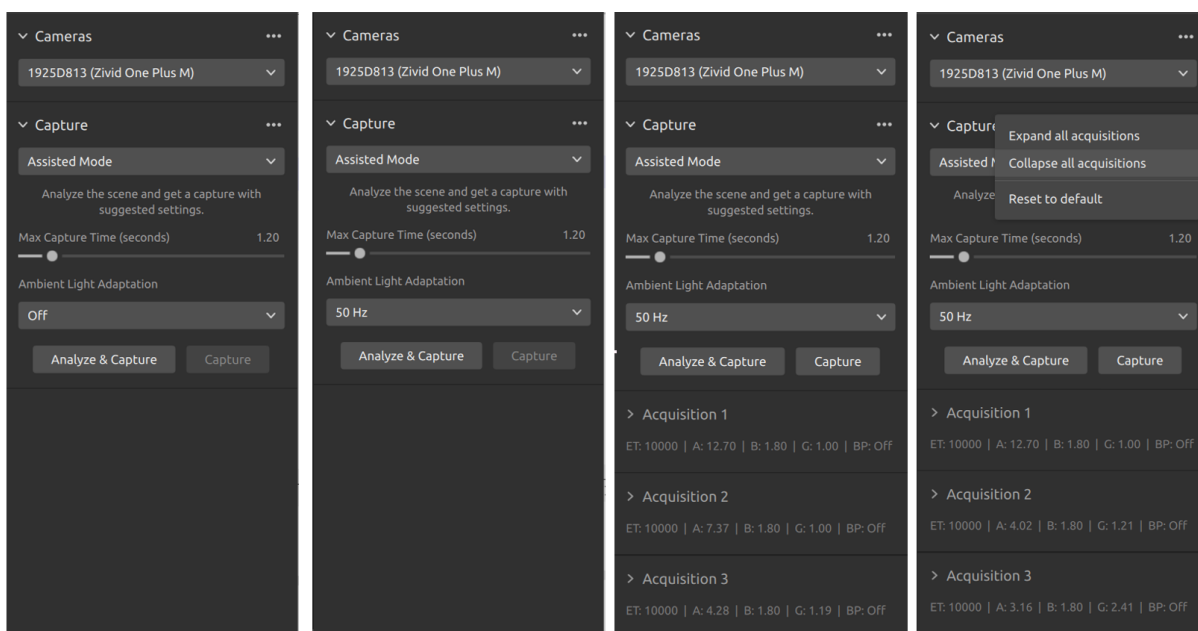 Cameras
1925D813 (Zivid One Plus M)
Capture
Assisted Mode
Analyze the scene and get a capture with
suggested settings.
Max Capture Time (seconds) 1.20
Ambient Light Adaptation
Off
Analyze & Capture Capture
Cameras
1925D813 (Zivid One Plus M)
Capture
Assisted Mode
Analyze the scene and get a capture with
suggested settings.
Max Capture Time (seconds) 1.20
Ambient Light Adaptation
50 Hz
Analyze & Capture Capture
Cameras
1925D813 (Zivid One Plus M)
Capture
Assisted Mode
Analyze the scene and get a capture with
suggested settings.
Max Capture Time (seconds) 1.20
Ambient Light Adaptation
50 Hz
Analyze & Capture Capture
Acquisition 1
ET: 10000 | A: 12.70 | B: 1.80 | G: 1.00 | BP: Off
Acquisition 2
ET: 10000 | A: 7.37 | B: 1.80 | G: 1.00 | BP: Off
Acquisition 3
ET: 10000 | A: 4.28 | B: 1.80 | G: 1.19 | BP: Off
Cameras
1925D813 (Zivid One Plus M)
Capture
Expand all acquisitions
Assisted M
Collapse all acquisitions
Analyze
Reset to default
Max Capture Time (seconds) 1.20
Ambient Light Adaptation
50 Hz
Analyze & Capture Capture
Acquisition 1
ET: 10000 | A: 12.70 | B: 1.80 | G: 1.00 | BP: Off
Acquisition 2
ET: 10000 | A: 4.02 | B: 1.80 | G: 1.21 | BP: Off
Acquisition 3
ET: 10000 | A: 3.16 | B: 1.80 | G: 2.41 | BP: Off